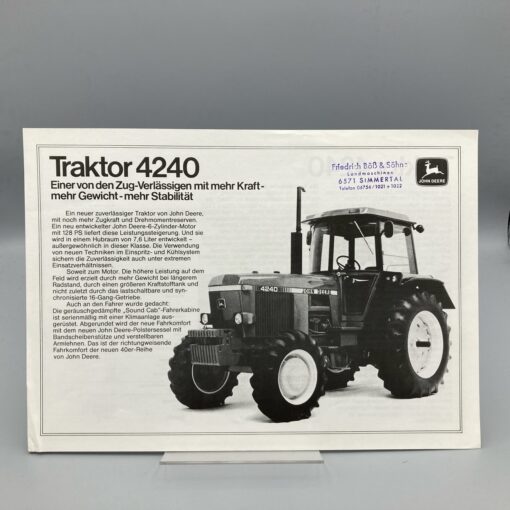 Traktor 4240
Einer von den Zug-Verlässigen mit mehr Kraft-
mehr Gewicht-mehr Stabilität
Friedrich Böß & Söhne
Landmaschinen
6571 SIMMERTAL
Telefon 06754/1021 + 1022
JOHN DEERE
Ein neuer zuverlässiger Traktor von John Deere,
mit noch mehr Zugkraft und Drehmomentreserven.
Ein neu entwickelter John Deere-6-Zylinder-Motor
mit 128 PS liefert diese Leistungssteigerung. Und sie
wird in einem Hubraum von 7,6 Liter entwickelt –
außergewöhnlich in dieser Klasse. Die Verwendung
von neuen Techniken im Einspritz- und Kühlsystem
sichern die Zuverlässigkeit auch unter extremen
Einsatzverhältnissen.
Soweit zum Motor. Die höhere Leistung auf dem
Feld wird erzielt durch mehr Gewicht bei längerem
Radstand, durch einen größeren Kraftstofftank und
nicht zuletzt durch das lastschaltbare und syn-
chronisierte 16-Gang-Getriebe.
Auch an den Fahrer wurde gedacht:
Die geräuschgedämpfte „Sound Gab"-Fahrerkabine
ist serienmäßig mit einer Klimaanlage aus-
gerüstet. Abgerundet wird der neue Fahrkomfort
mit dem neuen John Deere-Polstersessel mit
Bandscheibenstütze und verstellbaren
Armlehnen. Das ist der richtungweisende
Fahrkomfort der neuen 40er-Reihe
von John Deere.
4240
JOHN DEERE